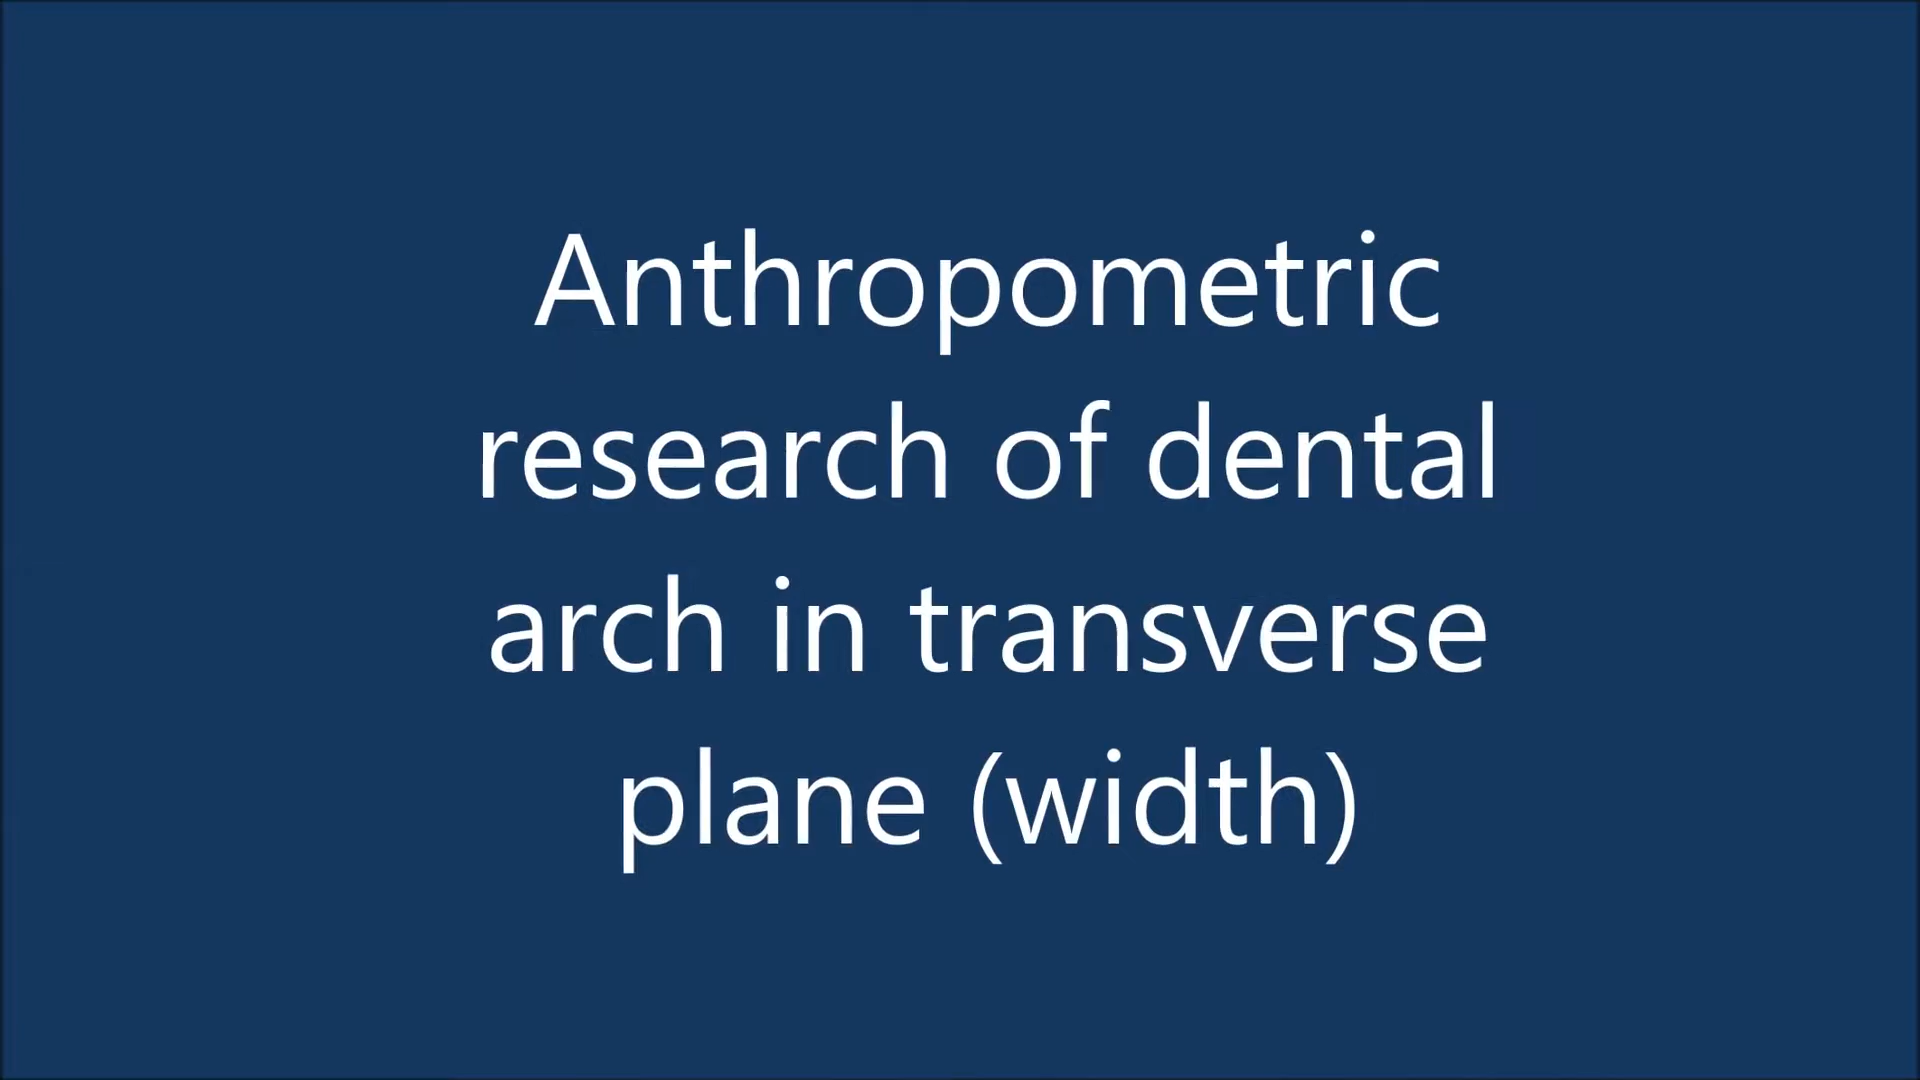 Anthropometric
research of dental
arch in transverse
plane (width)